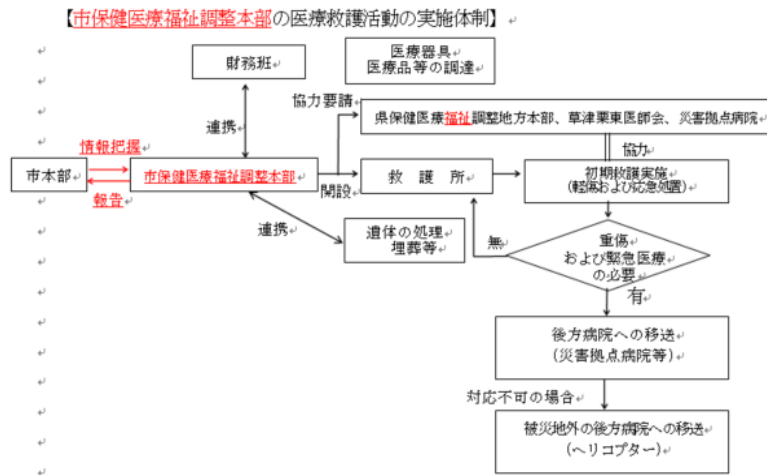 【市保健医療福祉調整本部の医療救護活動の実施体制】
財務班
医療器具
医療品等の調達
協力要請
県保健医療福祉調整地方本部、草津栗東医師会、災害拠点病院
連携
情報把握
協力
市本部
市保健医療福祉調整本部
開設
救 護 所
初期救護実施
(軽傷および応急処置)
報告
連携
遺体の処理
埋葬等
無
重傷
および緊急医療
の必要
有
後方病院への移送
(災害拠点病院等)
対応不可の場合
被災地外の後方病院への移送
(ヘリコプター)